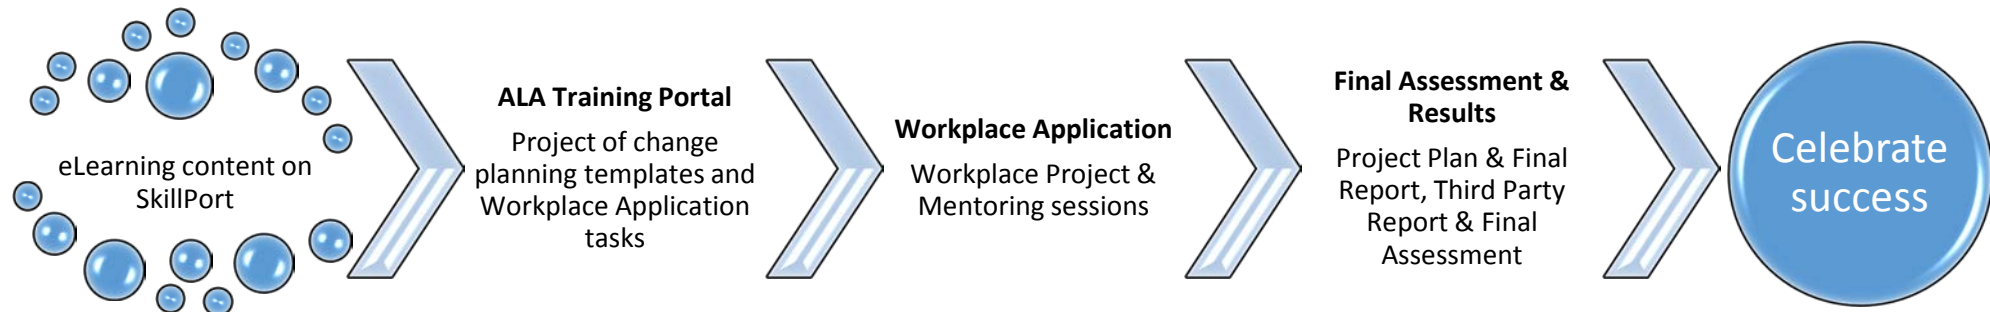 eLearning content on
SkillPort
ALA Training Portal
Project of change
planning templates and
Workplace Application
tasks
Workplace Application
Workplace Project &
Mentoring sessions
Final Assessment &
Results
Project Plan & Final
Report, Third Party
Report & Final
Assessment
Celebrate
success